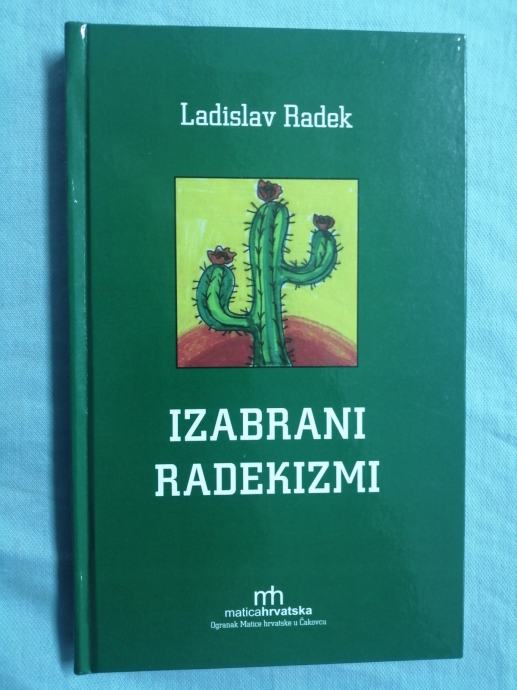 Ladislav Radek
IZABRANI
RADEKIZMI
mh
maticahrvatska
Ogranak Matice hrvatske u Čakovcu